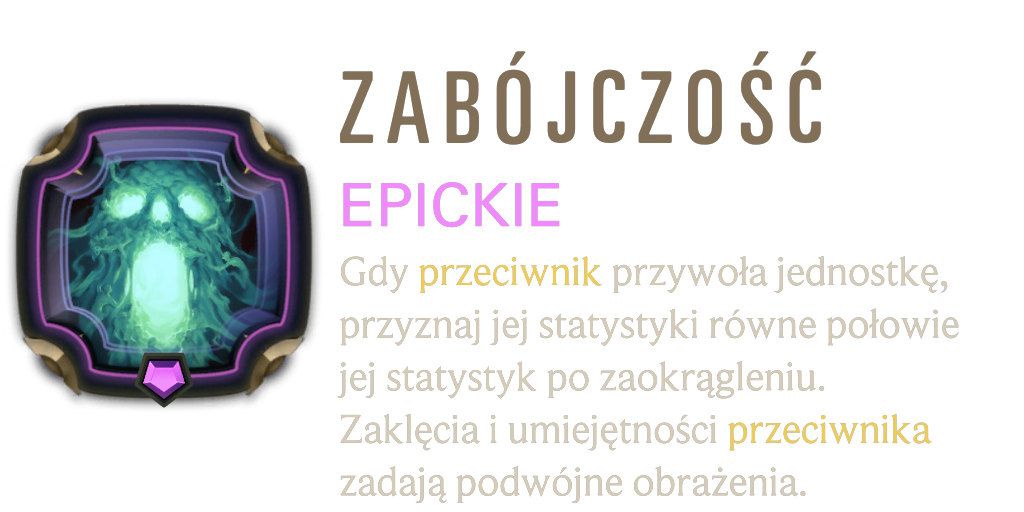 ZABÓJCZOŚĆ
EPICKIE
Gdy przeciwnik przywoła jednostkę,
przyznaj jej statystyki równe połowie
jej statystyk po zaokrągleniu.
Zaklęcia i umiejętności przeciwnika
zadają podwójne obrażenia.